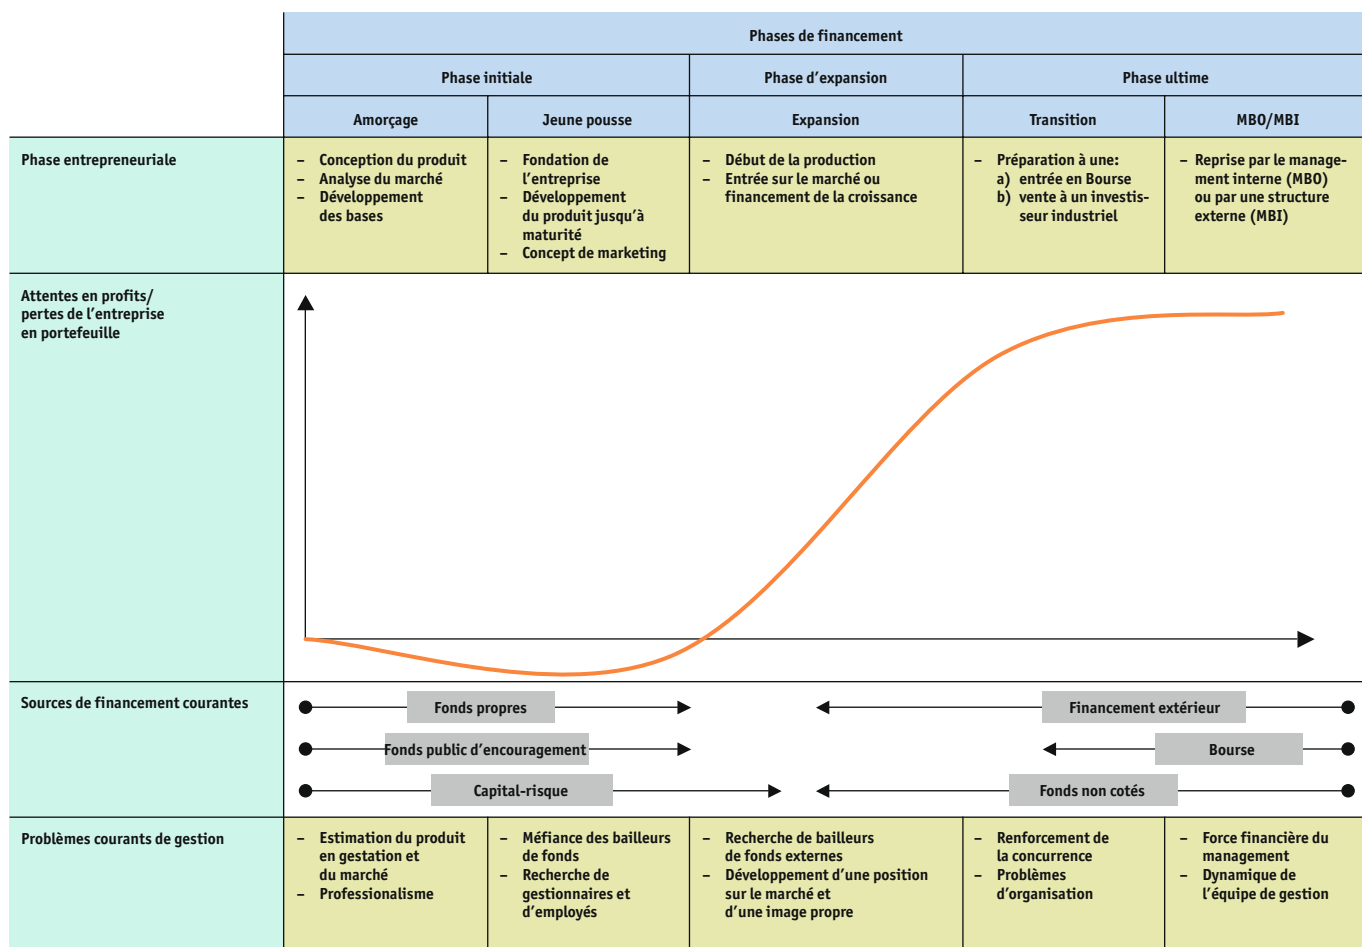 Phases de financement
Phase initiale
Phase d'expansion
Phase ultime
Amorçage
Jeune pousse
Expansion
Transition
MBO/MBI
Phase entrepreneuriale
– Conception du produit
– Analyse du marché
– Développement
des bases
– Fondation de
l'entreprise
– Développement
du produit jusqu'à
maturité
– Concept de marketing
– Début de la production
– Entrée sur le marché ou
financement de la croissance
– Préparation à une:
a) entrée en Bourse
b) vente à un investis-
seur industriel
– Reprise par le manage-
ment interne (MBO)
ou par une structure
externe (MBI)
Attentes en profits/
pertes de l'entreprise
en portefeuille
Sources de financement courantes
Fonds propres
Financement extérieur
Fonds public d'encouragement
Bourse
Capital-risque
Fonds non cotés
Problèmes courants de gestion
– Estimation du produit
en gestation et
du marché
– Professionalisme
– Méfiance des bailleurs
de fonds
– Recherche de
gestionnaires et
d'employés
– Recherche de bailleurs
de fonds externes
– Développement d'une position
sur le marché et
d'une image propre
– Renforcement de
la concurrence
– Problèmes
d'organisation
– Force financière du
management
– Dynamique de
l'équipe de gestion